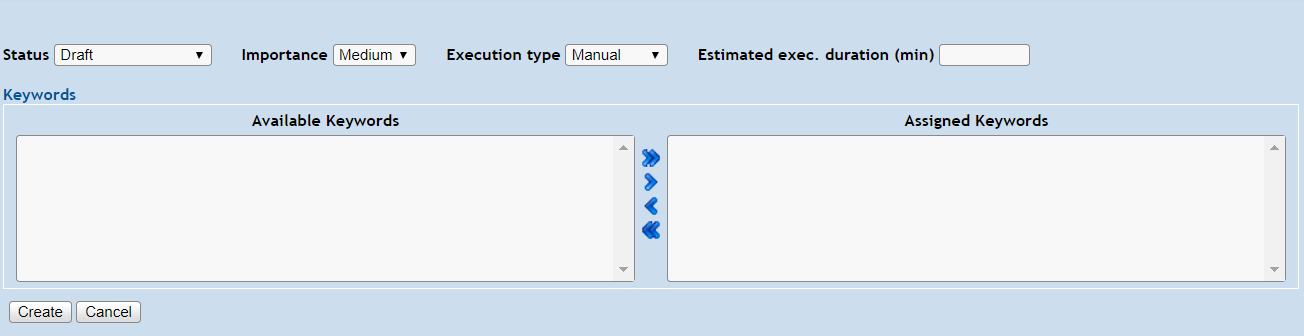 Status Draft Importance Medium Execution type Manual Estimated exec. duration (min)
Keywords
Available Keywords Assigned Keywords
Create Cancel